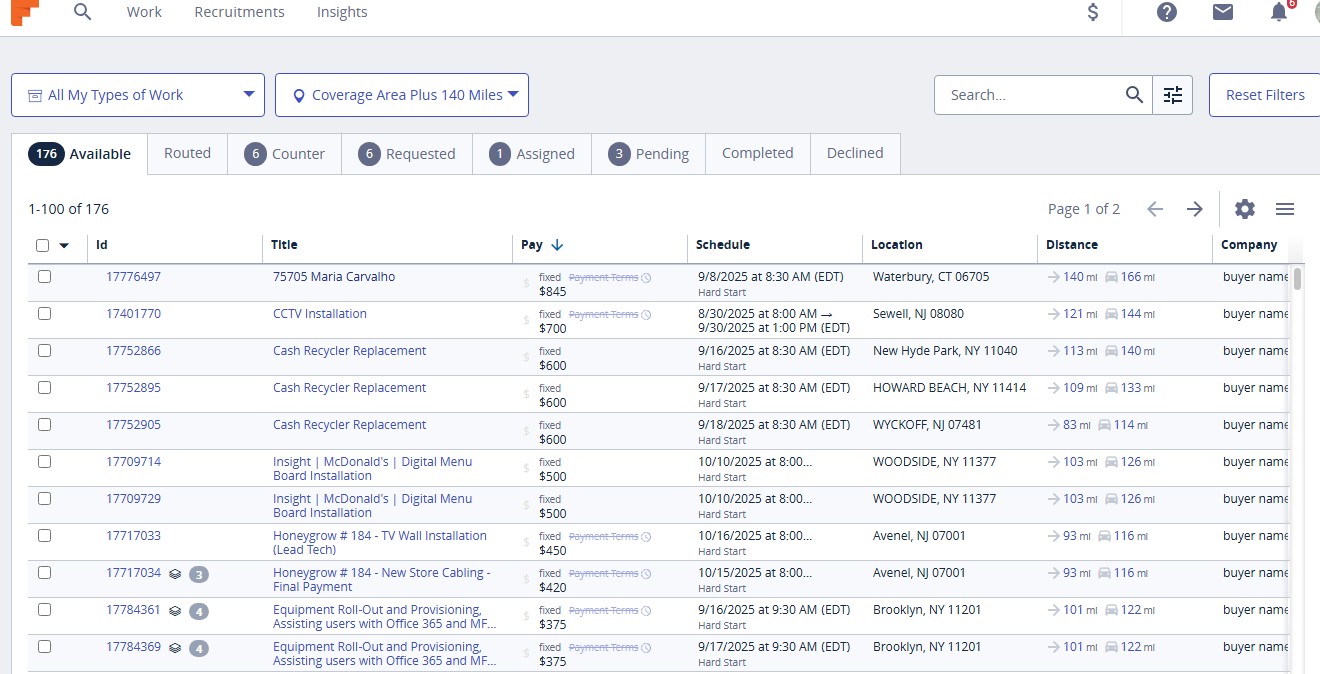 Work Recruitments Insights $ ? 6
All My Types of Work Coverage Area Plus 140 Miles Search... Reset Filters
176 Available Routed 6 Counter 6 Requested 1 Assigned 3 Pending Completed Declined
1-100 of 176 Page 1 of 2
Id Title Pay Schedule Location Distance Company
17776497 75705 Maria Carvalho $ fixed Payment Terms 9/8/2025 at 8:30 AM (EDT) Waterbury, CT 06705 140 mi 166 mi buyer name
$845 Hard Start
17401770 CCTV Installation $ fixed Payment Terms 8/30/2025 at 8:00 AM → Sewell, NJ 08080 121 mi 144 mi buyer name
$700 9/30/2025 at 1:00 PM (EDT)
17752866 Cash Recycler Replacement $ fixed 9/16/2025 at 8:30 AM (EDT) New Hyde Park, NY 11040 113 mi 140 mi buyer name
$600 Hard Start
17752895 Cash Recycler Replacement $ fixed 9/17/2025 at 8:30 AM (EDT) HOWARD BEACH, NY 11414 109 mi 133 mi buyer name
$600 Hard Start
17752905 Cash Recycler Replacement $ fixed 9/18/2025 at 8:30 AM (EDT) WYCKOFF, NJ 07481 83 mi 114 mi buyer name
$600 Hard Start
17709714 Insight | McDonald's | Digital Menu $ fixed 10/10/2025 at 8:00... WOODSIDE, NY 11377 103 mi 126 mi buyer name
Board Installation $500 Hard Start
17709729 Insight | McDonald's | Digital Menu $ fixed 10/10/2025 at 8:00... WOODSIDE, NY 11377 103 mi 126 mi buyer name
Board Installation $500 Hard Start
17717033 Honeygrow # 184 - TV Wall Installation $ fixed Payment Terms 10/16/2025 at 8:00... Avenel, NJ 07001 93 mi 116 mi buyer name
(Lead Tech) $450 Hard Start
17717034 3 Honeygrow # 184 - New Store Cabling - $ fixed Payment Terms 10/15/2025 at 8:00... Avenel, NJ 07001 93 mi 116 mi buyer name
Final Payment $420 Hard Start
17784361 4 Equipment Roll-Out and Provisioning, $ fixed Payment Terms 9/16/2025 at 9:30 AM (EDT) Brooklyn, NY 11201 101 mi 122 mi buyer name
Assisting users with Office 365 and MF... $375 Hard Start
17784369 4 Equipment Roll-Out and Provisioning, $ fixed Payment Terms 9/17/2025 at 9:30 AM (EDT) Brooklyn, NY 11201 101 mi 122 mi buyer name
Assisting users with Office 365 and MF... $375 Hard Start